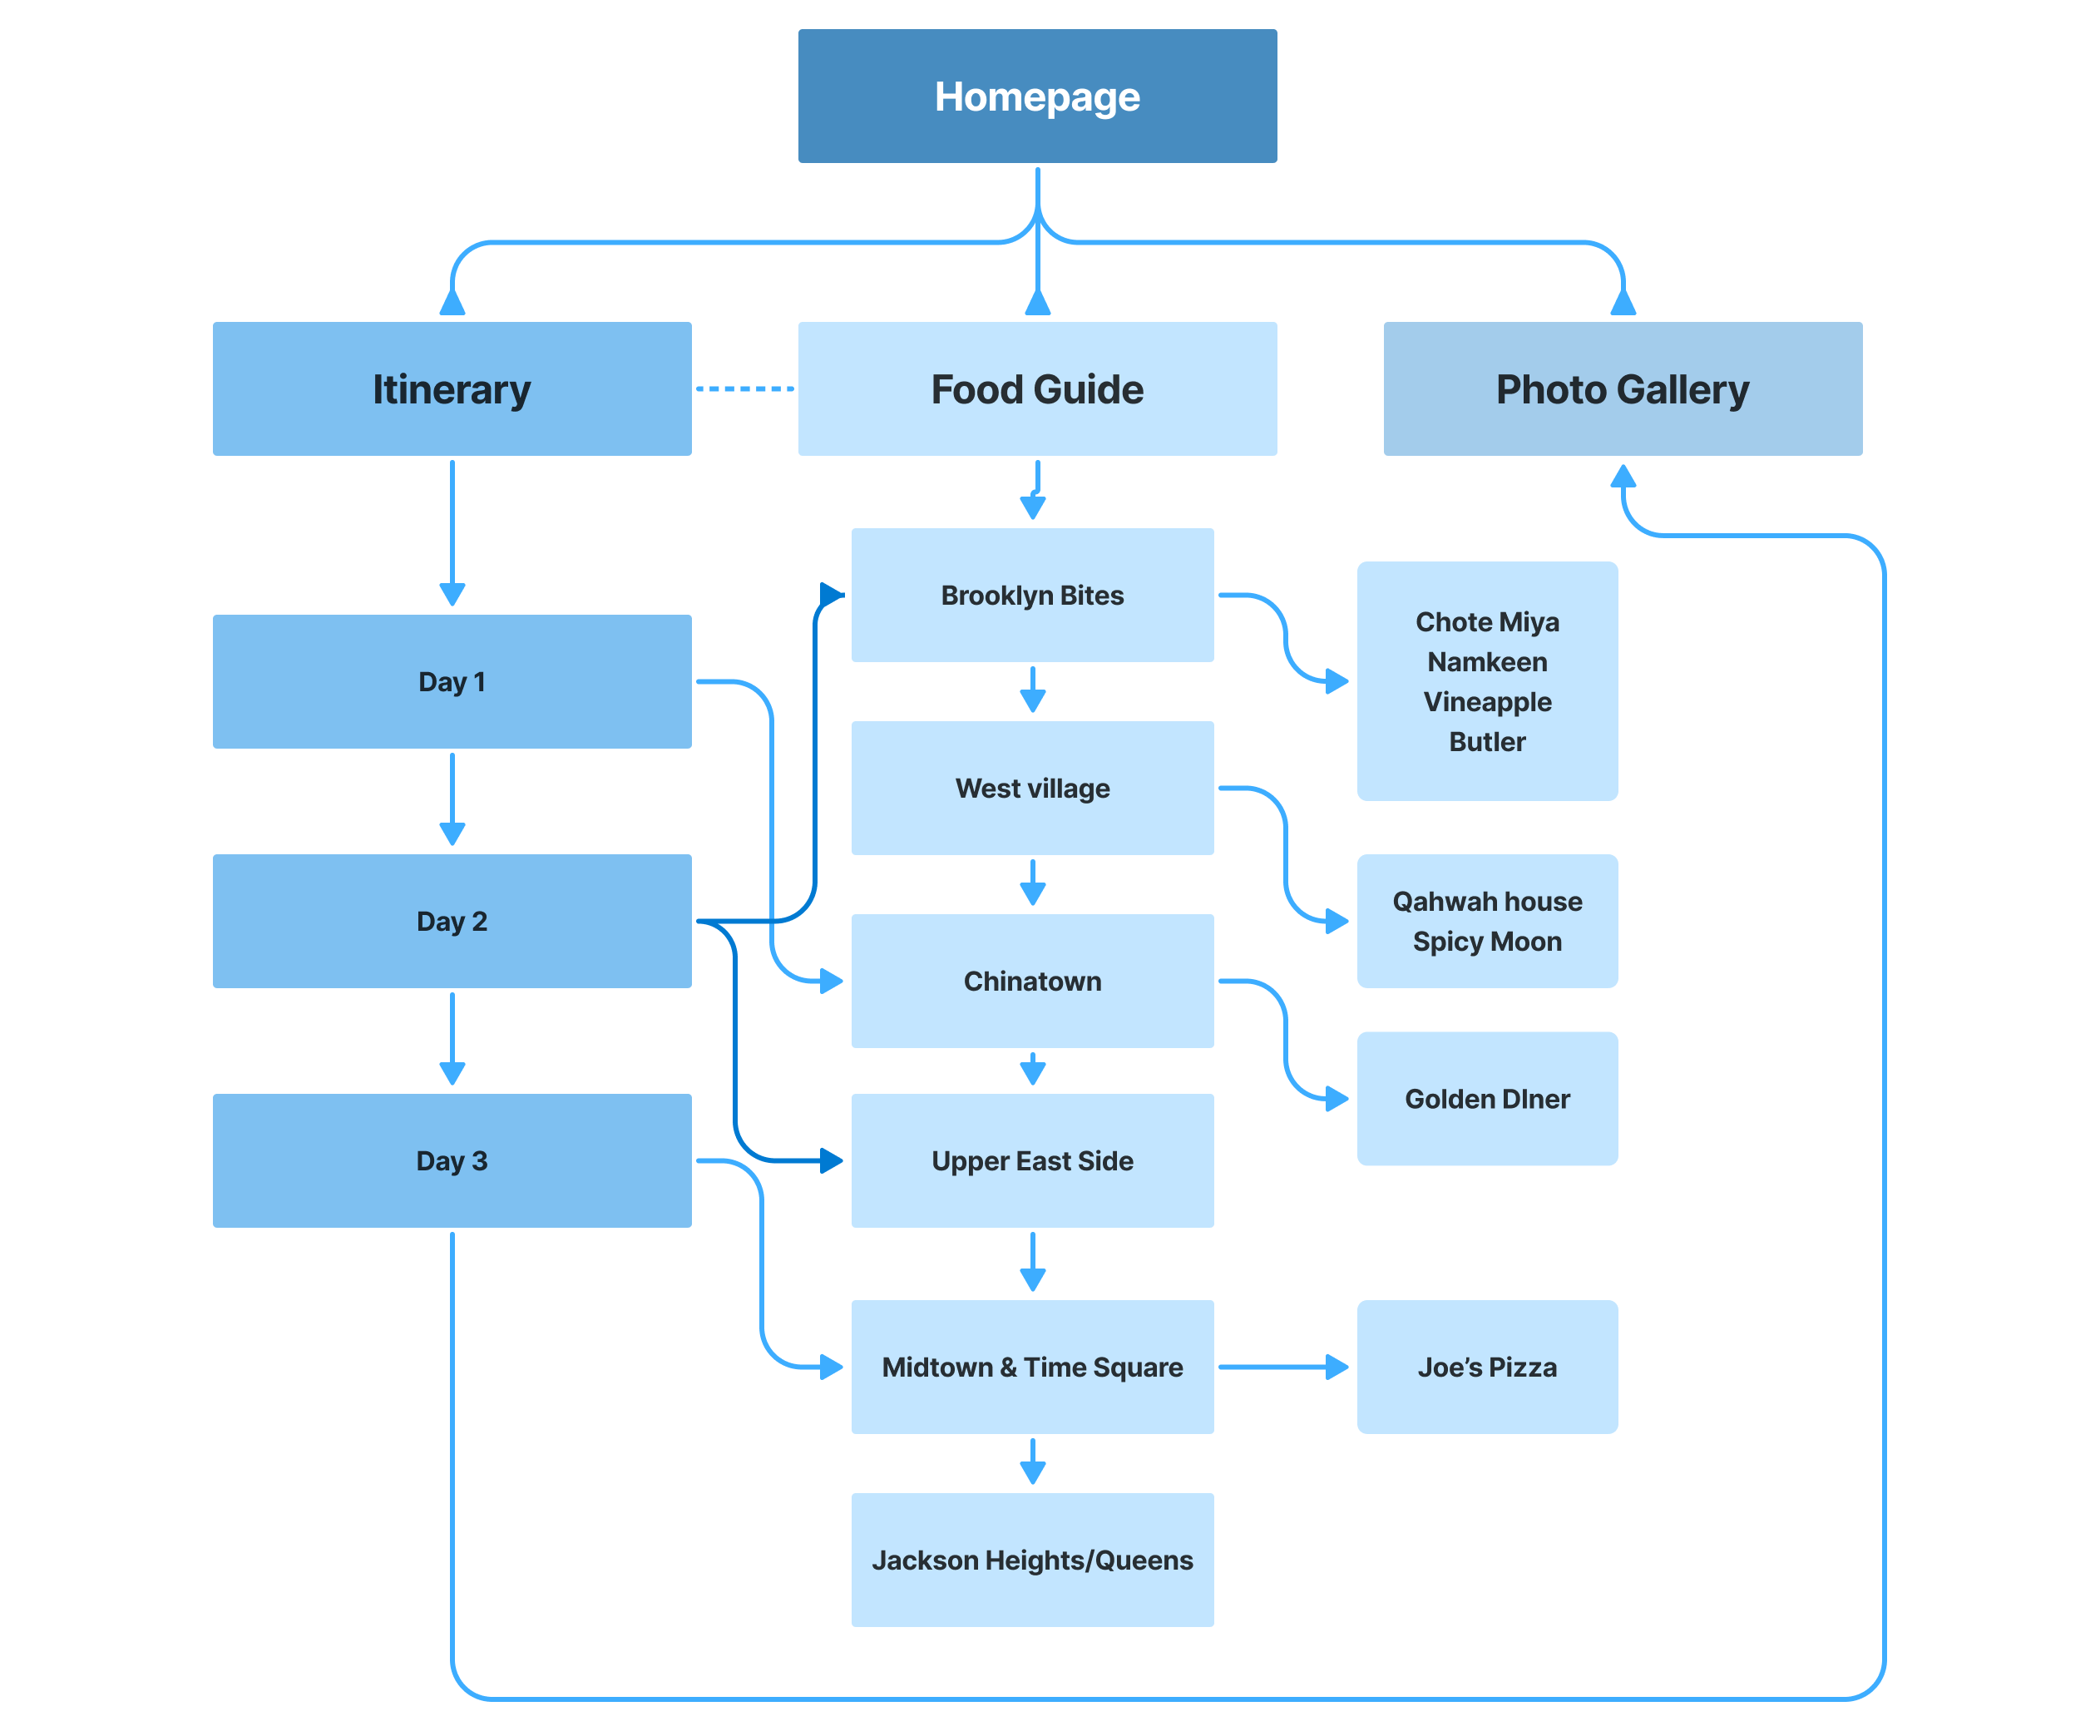 Homepage
Itinerary
Food Guide
Photo Gallery
Day 1
Day 2
Day 3
Brooklyn Bites
West village
Chinatown
Upper East Side
Midtown & Time Square
Jackson Heights/Queens
Chote Miya
Namkeen
Vineapple
Butler
Qahwah house
Spicy Moon
Golden DIner
Joe’s Pizza